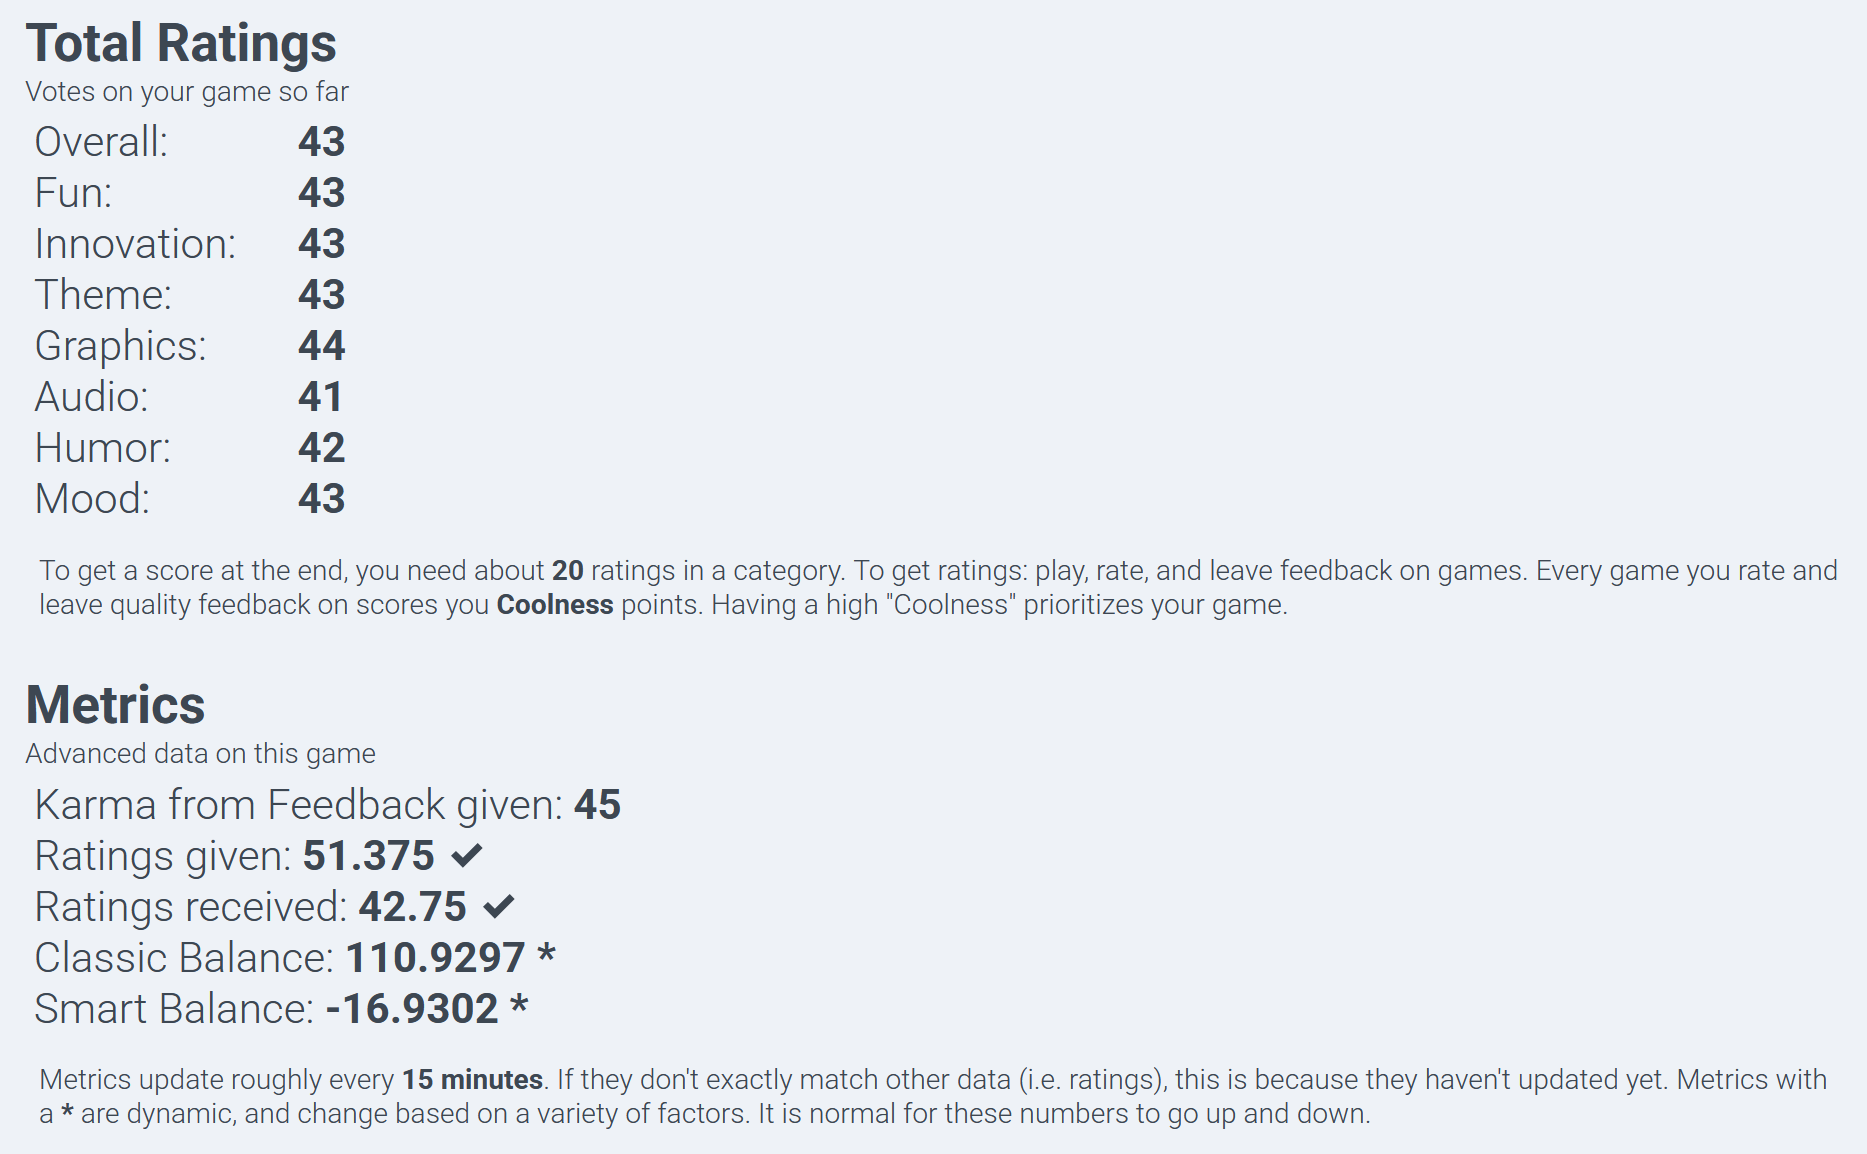 Total Ratings
Votes on your game so far
Overall: 43
Fun: 43
Innovation: 43
Theme: 43
Graphics: 44
Audio: 41
Humor: 42
Mood: 43
To get a score at the end, you need about 20 ratings in a category. To get ratings: play, rate, and leave feedback on games. Every game you rate and
leave quality feedback on scores you Coolness points. Having a high "Coolness" prioritizes your game.
Metrics
Advanced data on this game
Karma from Feedback given: 45
Ratings given: 51.375 ✔
Ratings received: 42.75 ✔
Classic Balance: 110.9297 *
Smart Balance: -16.9302 *
Metrics update roughly every 15 minutes. If they don't exactly match other data (i.e. ratings), this is because they haven't updated yet. Metrics with
a * are dynamic, and change based on a variety of factors. It is normal for these numbers to go up and down.